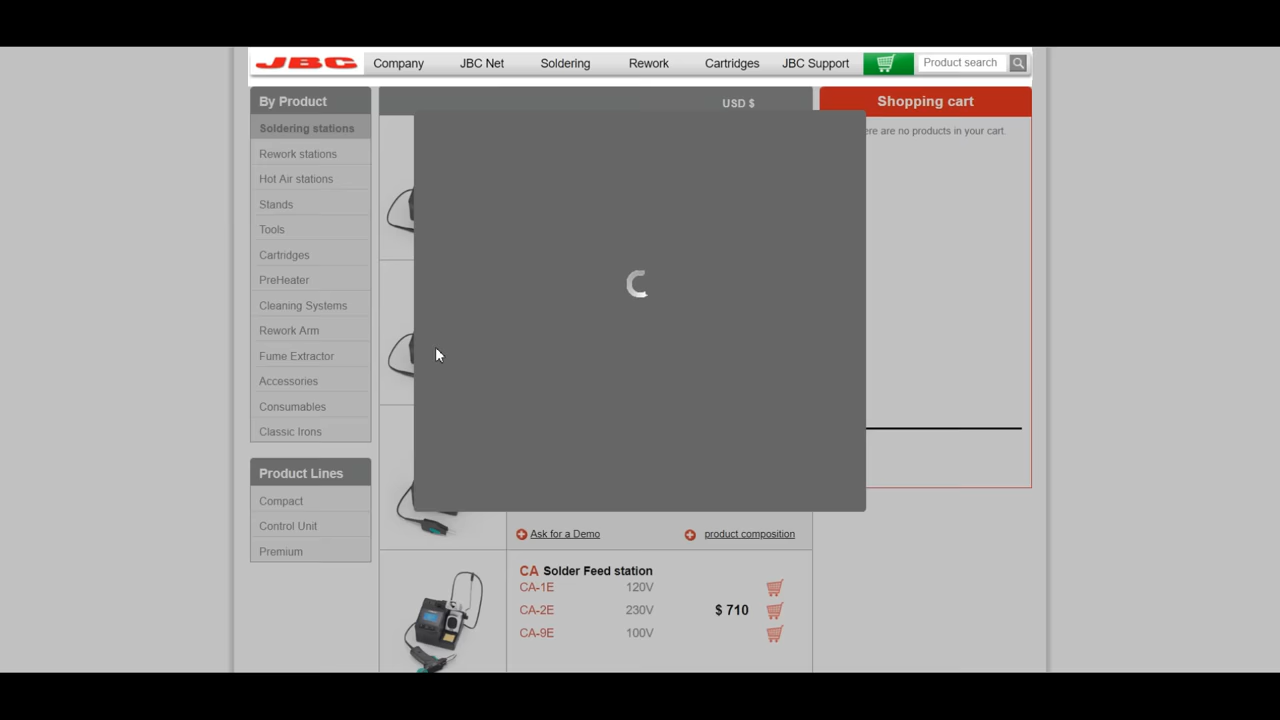 JBC
Company JBC Net Soldering Rework Cartridges JBC Support Product search
By Product
Soldering stations
Rework stations
Hot Air stations
Stands
Tools
Cartridges
PreHeater
Cleaning Systems
Rework Arm
Fume Extractor
Accessories
Consumables
Classic Irons
Product Lines
Compact
Control Unit
Premium
USD $
Ask for a Demo product composition
CA Solder Feed station
CA-1E 120V
CA-2E 230V $ 710
CA-9E 100V
Shopping cart
are no products in your cart